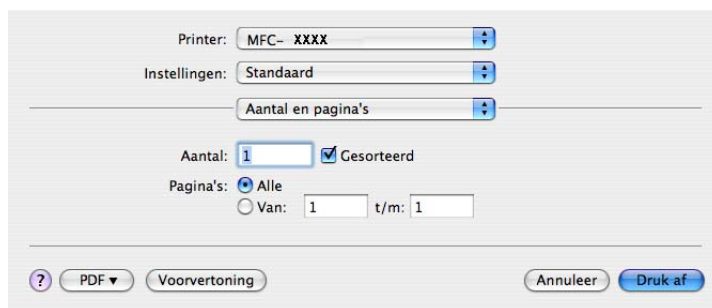 Printer: MFC- XXXX
Instellingen: Standaard
Aantal en pagina's
Aantal: 1 Gesorteerd
Pagina's: Alle
Van: 1 t/m: 1
? PDF▼ Voorvertoning Annuleer Druk af